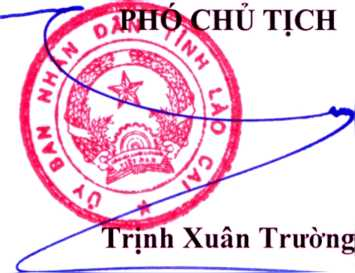 PHÓ CHỦ TỊCH
ỦY BAN NHÂN DÂN TỈNH LÀO CAI
Trịnh Xuân Trường